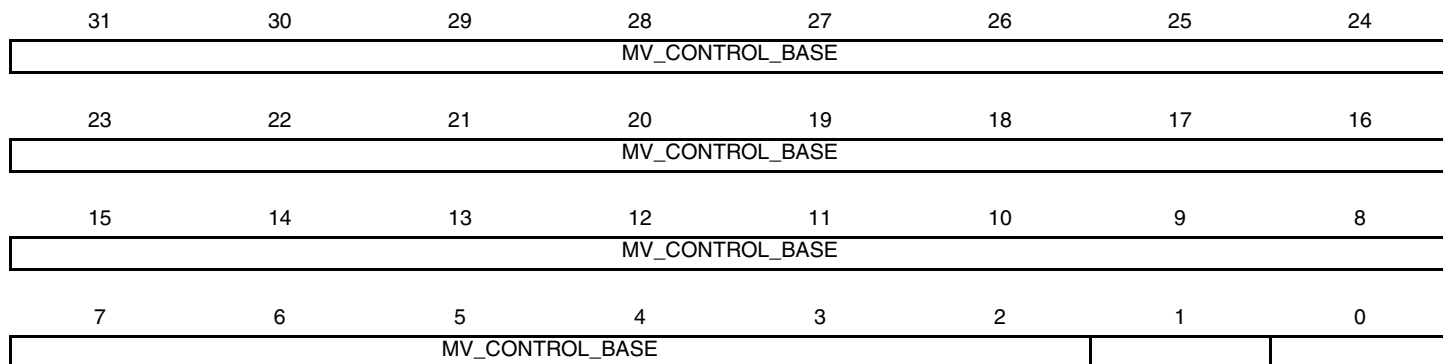 31 30 29 28 27 26 25 24
MV_CONTROL_BASE
23 22 21 20 19 18 17 16
MV_CONTROL_BASE
15 14 13 12 11 10 9 8
MV_CONTROL_BASE
7 6 5 4 3 2 1 0
MV_CONTROL_BASE